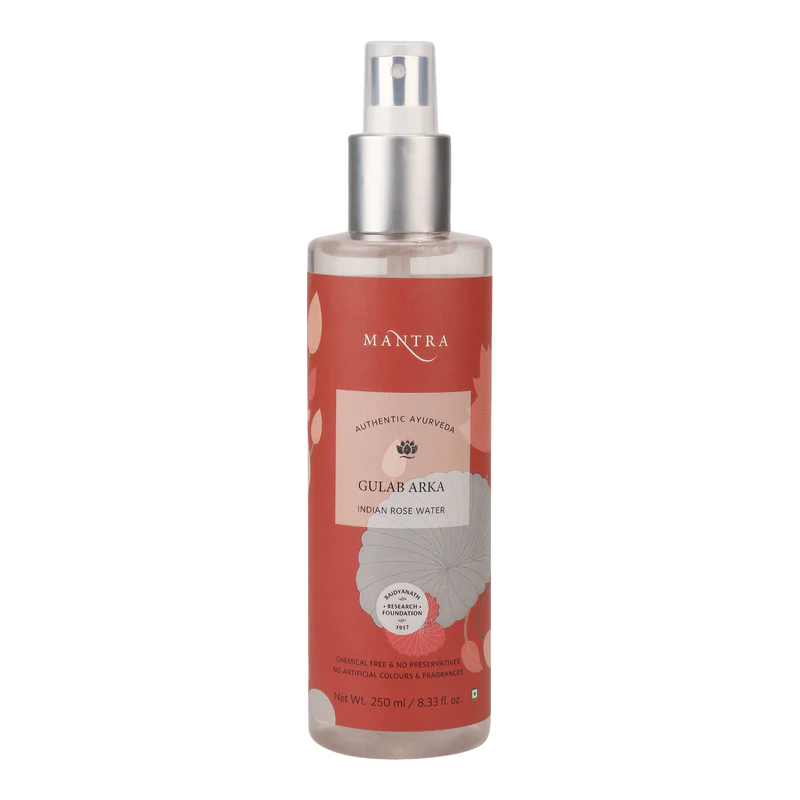 MANTRA
AUTHENTIC AYURVEDA
GULAB ARKA
INDIAN ROSE WATER
BAIDYANATH
• RESEARCH •
FOUNDATION
1917
CHEMICAL FREE & NO PRESERVATIVES
NO ARTIFICIAL COLOURS & FRAGRANCES
Net Wt. 250 ml / 8.33 fl. oz.